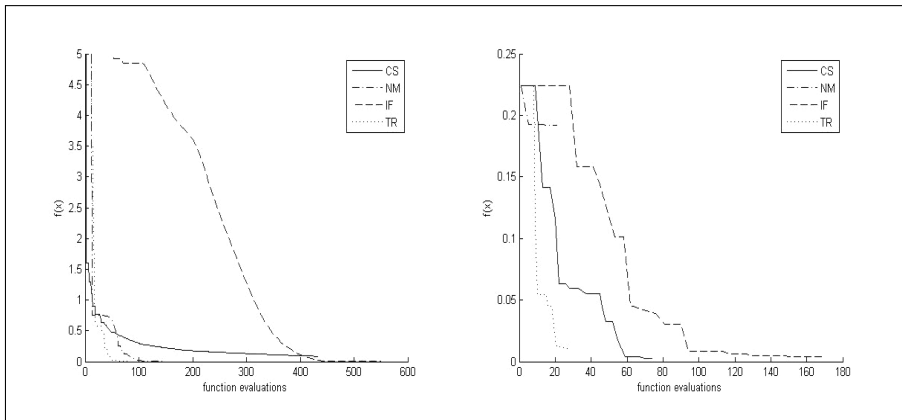 5
4.5
4
3.5
3
2.5
2
1.5
1
0.5
0
f(x)
0 100 200 300 400 500 600
function evaluations
CS
NM
IF
TR
0.25
0.2
0.15
0.1
0.05
0
f(x)
0 20 40 60 80 100 120 140 160 180
function evaluations
CS
NM
IF
TR